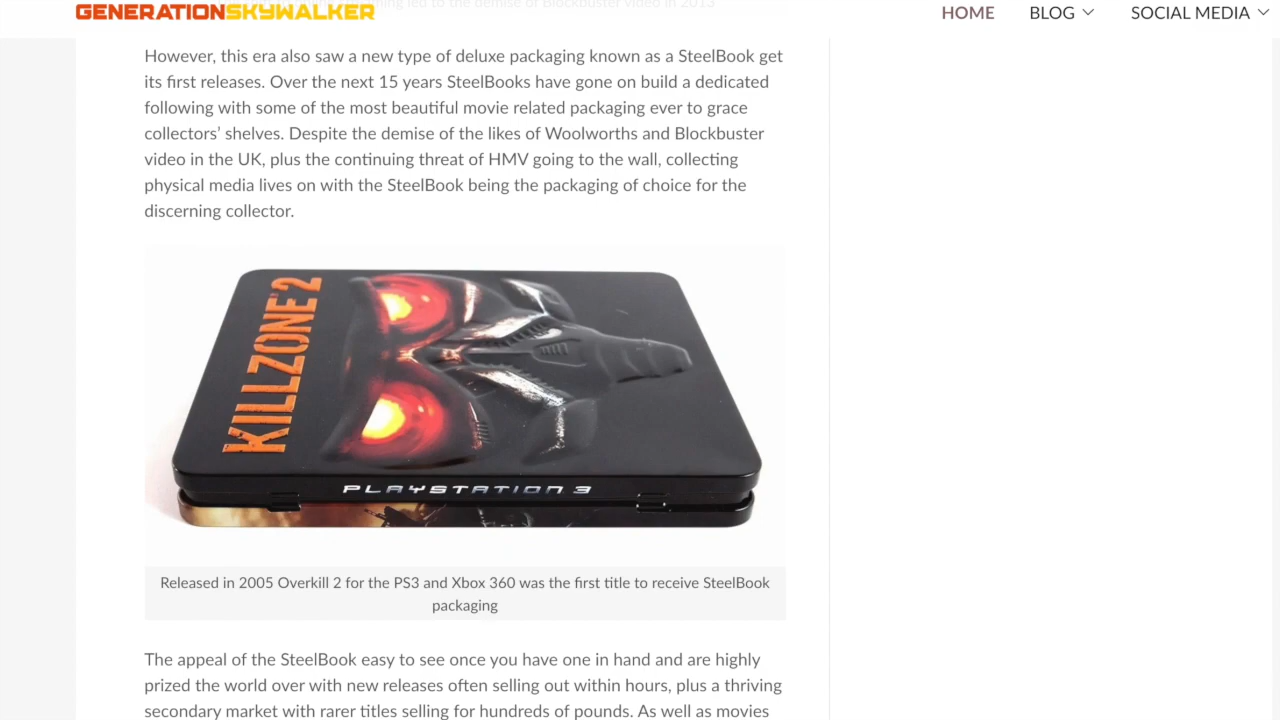 GENERATIONSKYWALKER
HOME
BLOG
SOCIAL MEDIA
However, this era also saw a new type of deluxe packaging known as a SteelBook get
its first releases. Over the next 15 years SteelBooks have gone on build a dedicated
following with some of the most beautiful movie related packaging ever to grace
collectors’ shelves. Despite the demise of the likes of Woolworths and Blockbuster
video in the UK, plus the continuing threat of HMV going to the wall, collecting
physical media lives on with the SteelBook being the packaging of choice for the
discerning collector.
KILLZONE 2
PLAYSTATION 3
Released in 2005 Overkill 2 for the PS3 and Xbox 360 was the first title to receive SteelBook
packaging
The appeal of the SteelBook easy to see once you have one in hand and are highly
prized the world over with new releases often selling out within hours, plus a thriving
secondary market with rarer titles selling for hundreds of pounds. As well as movies